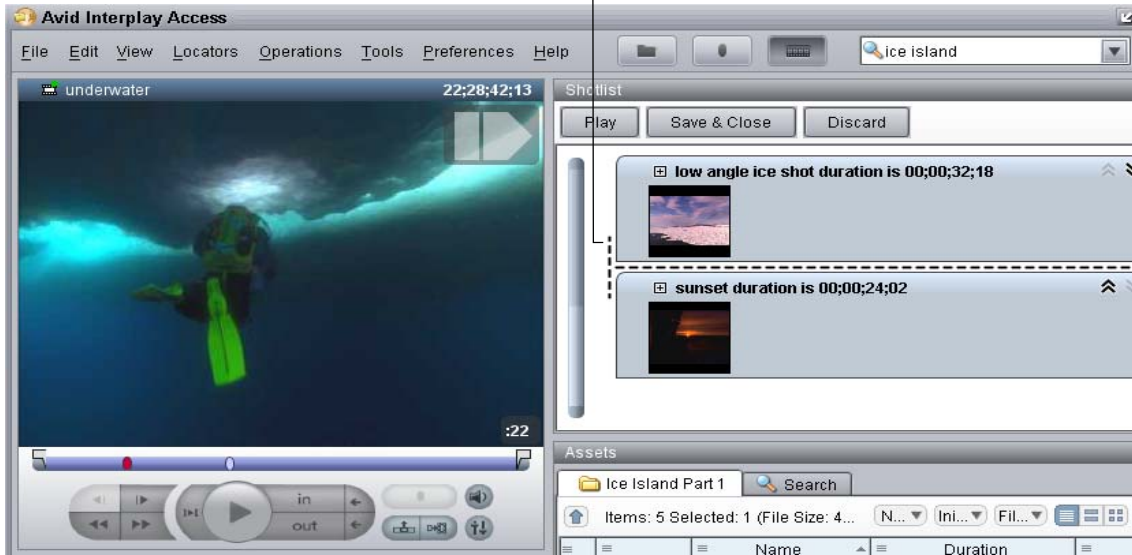 Avid Interplay Access
File Edit View Locators Operations Tools Preferences Help
ice island
underwater 22;28;42;13
Shotlist
Play Save & Close Discard
low angle ice shot duration is 00;00;32;18
sunset duration is 00;00;24;02
:22
in
out
Assets
Ice Island Part 1 Search
Items: 5 Selected: 1 (File Size: 4... N... Ini... Fil...
Name Duration